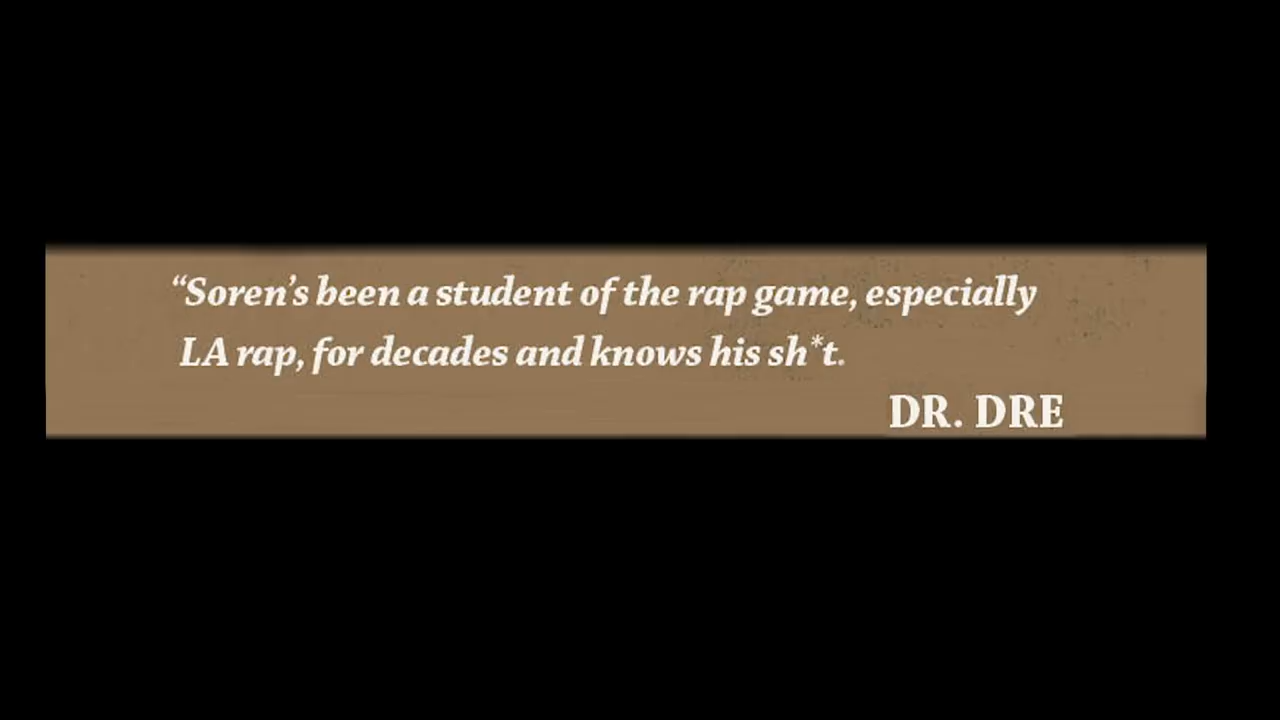 “Soren’s been a student of the rap game, especially
LA rap, for decades and knows his sh*t.
DR. DRE